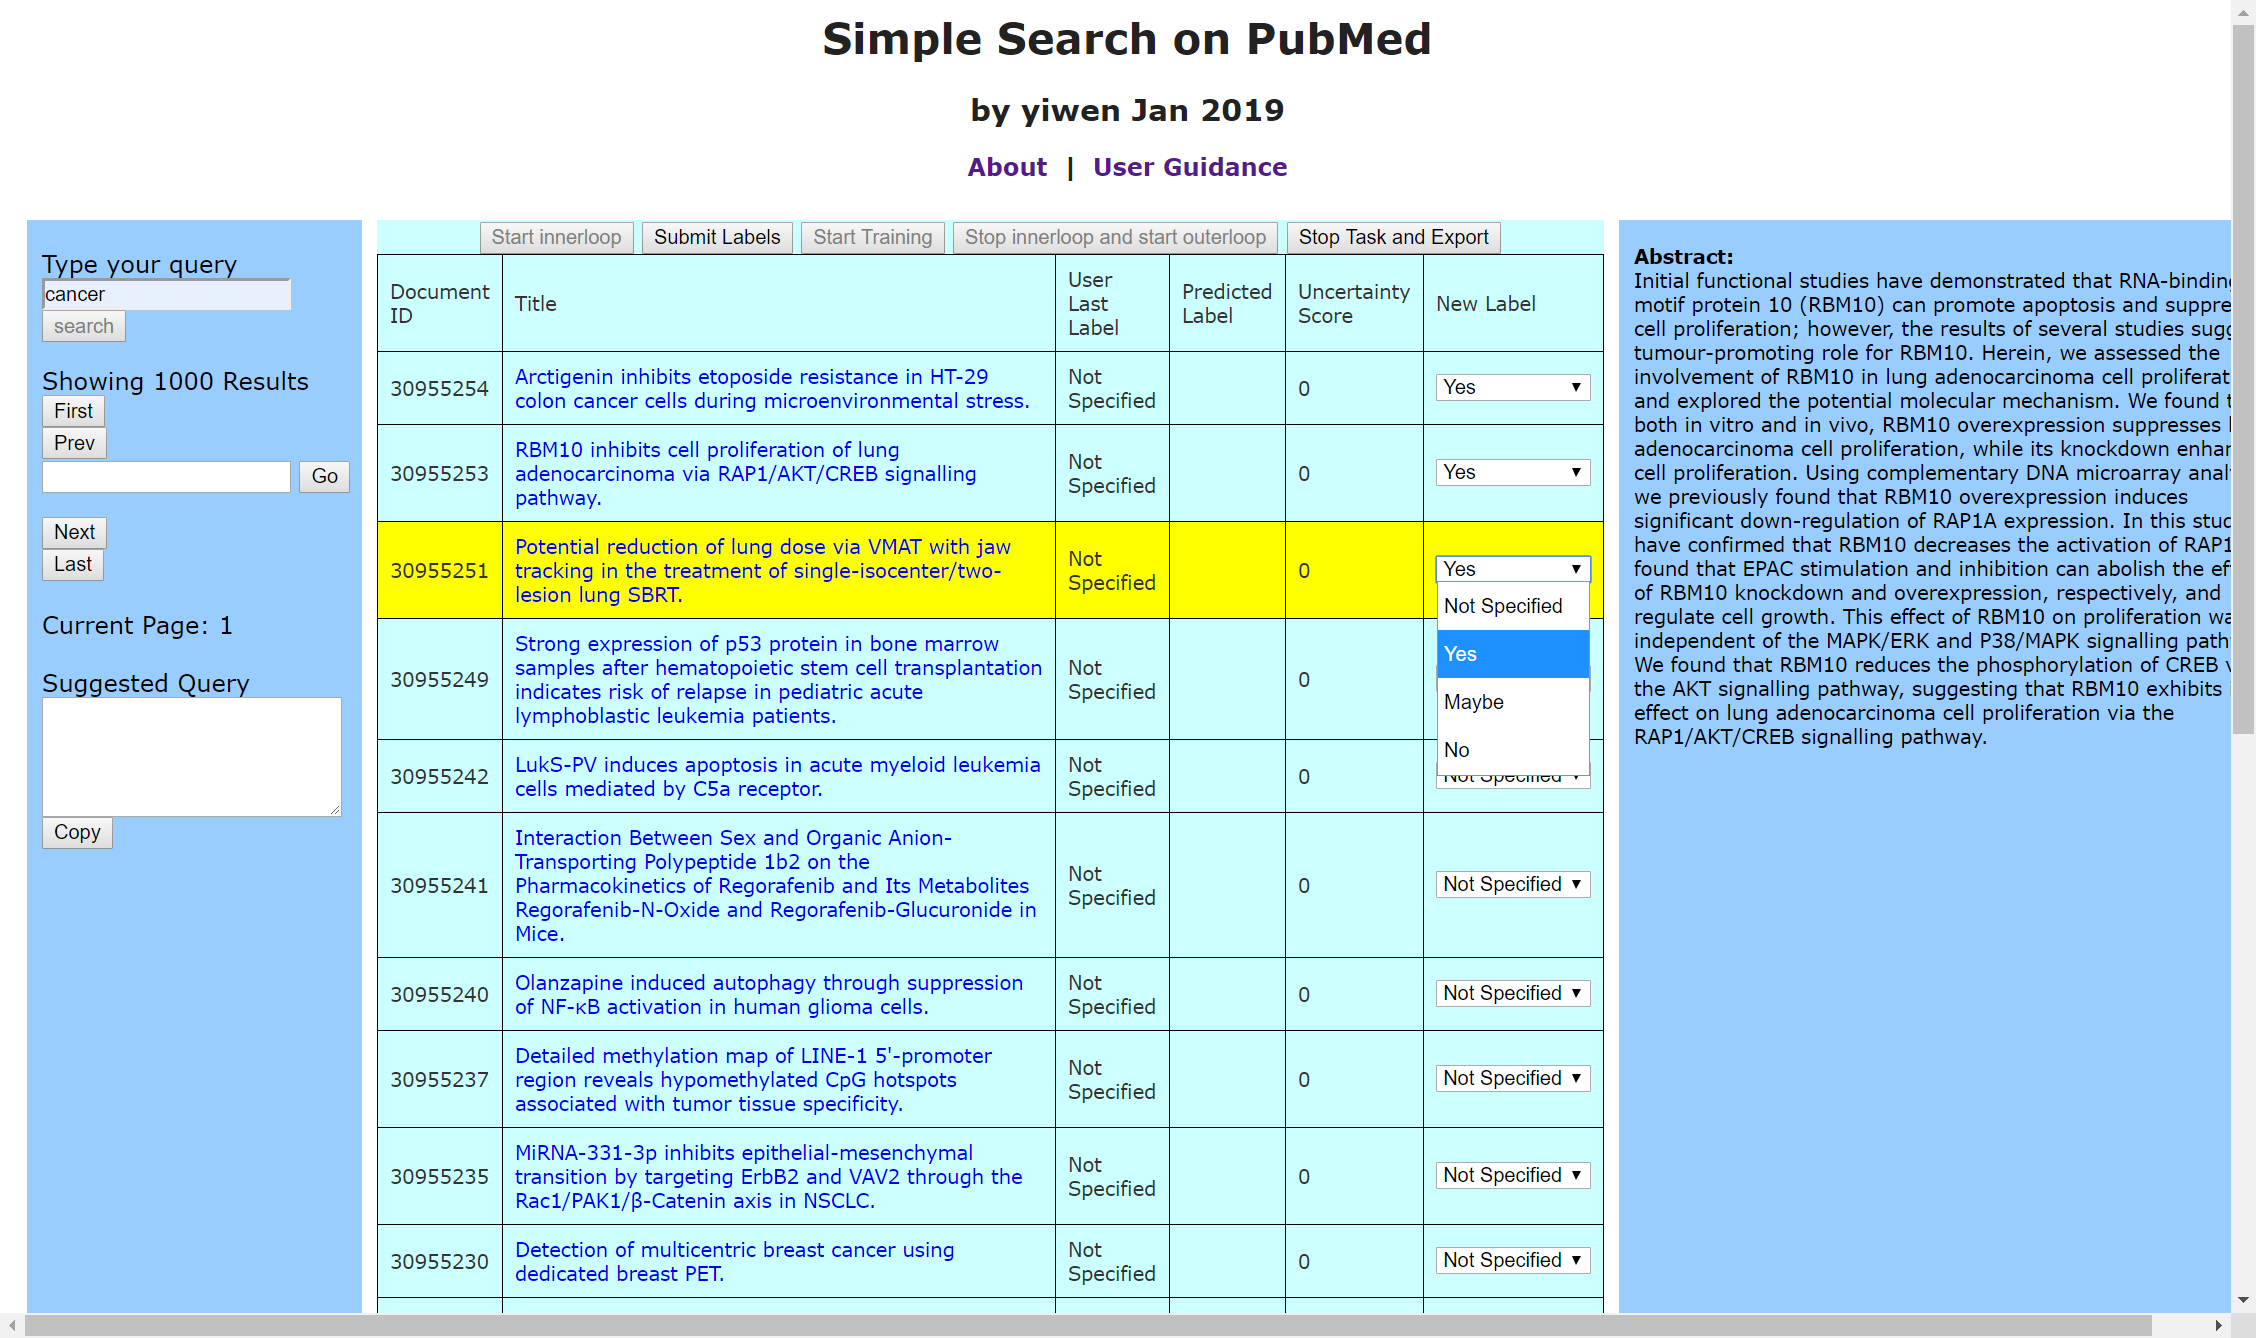 Simple Search on PubMed
by yiwen Jan 2019
About | User Guidance
Type your query
cancer
search
Showing 1000 Results
First
Prev
Go
Next
Last
Current Page: 1
Suggested Query
Copy
Start innerloop Submit Labels Start Training Stop innerloop and start outerloop Stop Task and Export
Document ID Title User Last Label Predicted Label Uncertainty Score New Label
30955254 Arctigenin inhibits etoposide resistance in HT-29 colon cancer cells during microenvironmental stress. Not Specified 0 Yes
30955253 RBM10 inhibits cell proliferation of lung adenocarcinoma via RAP1/AKT/CREB signalling pathway. Not Specified 0 Yes
30955251 Potential reduction of lung dose via VMAT with jaw tracking in the treatment of single-isocenter/two-lesion lung SBRT. Not Specified 0 Yes
Not Specified
Yes
Maybe
No
30955249 Strong expression of p53 protein in bone marrow samples after hematopoietic stem cell transplantation indicates risk of relapse in pediatric acute lymphoblastic leukemia patients. Not Specified 0
30955242 LukS-PV induces apoptosis in acute myeloid leukemia cells mediated by C5a receptor. Not Specified 0 Not Specified
30955241 Interaction Between Sex and Organic Anion-Transporting Polypeptide 1b2 on the Pharmacokinetics of Regorafenib and Its Metabolites Regorafenib-N-Oxide and Regorafenib-Glucuronide in Mice. Not Specified 0 Not Specified
30955240 Olanzapine induced autophagy through suppression of NF-κB activation in human glioma cells. Not Specified 0 Not Specified
30955237 Detailed methylation map of LINE-1 5'-promoter region reveals hypomethylated CpG hotspots associated with tumor tissue specificity. Not Specified 0 Not Specified
30955235 MiRNA-331-3p inhibits epithelial-mesenchymal transition by targeting ErbB2 and VAV2 through the Rac1/PAK1/β-Catenin axis in NSCLC. Not Specified 0 Not Specified
30955230 Detection of multicentric breast cancer using dedicated breast PET. Not Specified 0 Not Specified
Abstract:
Initial functional studies have demonstrated that RNA-binding
motif protein 10 (RBM10) can promote apoptosis and suppre
cell proliferation; however, the results of several studies sugg
tumour-promoting role for RBM10. Herein, we assessed the
involvement of RBM10 in lung adenocarcinoma cell proliferat
and explored the potential molecular mechanism. We found t
both in vitro and in vivo, RBM10 overexpression suppresses
adenocarcinoma cell proliferation, while its knockdown enhan
cell proliferation. Using complementary DNA microarray anal
we previously found that RBM10 overexpression induces
significant down-regulation of RAP1A expression. In this stud
have confirmed that RBM10 decreases the activation of RAP1
found that EPAC stimulation and inhibition can abolish the ef
of RBM10 knockdown and overexpression, respectively, and
regulate cell growth. This effect of RBM10 on proliferation wa
independent of the MAPK/ERK and P38/MAPK signalling path
We found that RBM10 reduces the phosphorylation of CREB v
the AKT signalling pathway, suggesting that RBM10 exhibits
effect on lung adenocarcinoma cell proliferation via the
RAP1/AKT/CREB signalling pathway.